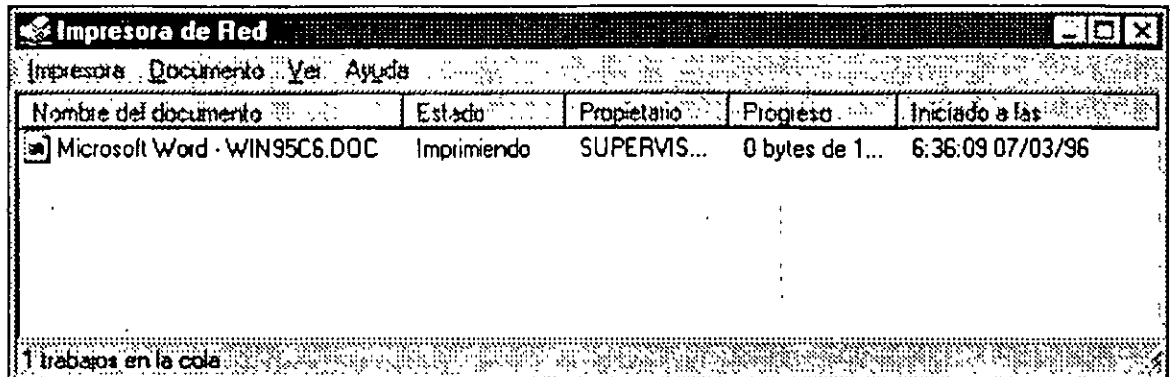 Impresora de Red
Impresora Documento Ver Ayuda
Nombre del documento Estado Propietario Progreso Iniciado a las
Microsoft Word - WIN95C6.DOC Imprimiendo SUPERVIS... 0 bytes de 1... 6:36:09 07/03/96
1 trabajos en la cola